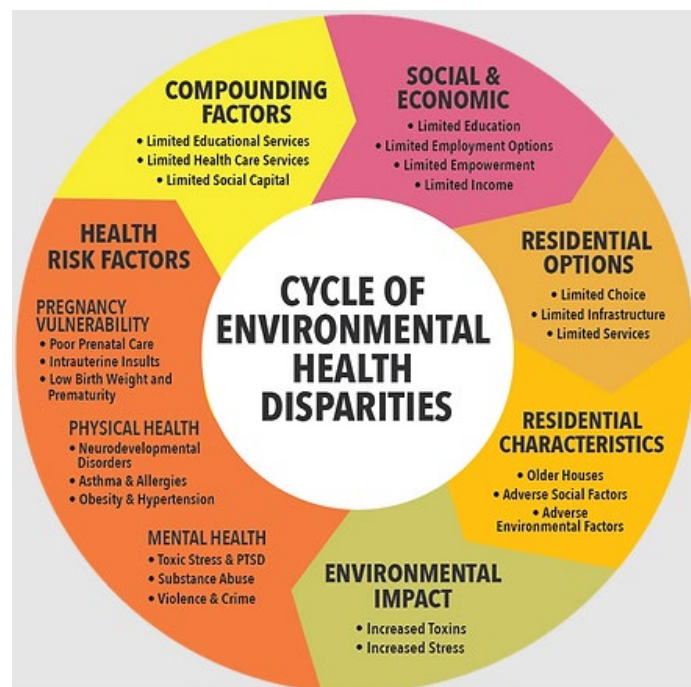 CYCLE OF
ENVIRONMENTAL
HEALTH
DISPARITIES
SOCIAL &
ECONOMIC
• Limited Education
• Limited Employment Options
• Limited Empowerment
• Limited Income
RESIDENTIAL
OPTIONS
• Limited Choice
• Limited Infrastructure
• Limited Services
RESIDENTIAL
CHARACTERISTICS
• Older Houses
• Adverse Social Factors
• Adverse
Environmental Factors
ENVIRONMENTAL
IMPACT
• Increased Toxins
• Increased Stress
HEALTH
RISK FACTORS
PREGNANCY
VULNERABILITY
• Poor Prenatal Care
• Intrauterine Insults
• Low Birth Weight and
Prematurity
PHYSICAL HEALTH
• Neurodevelopmental
Disorders
• Asthma & Allergies
• Obesity & Hypertension
MENTAL HEALTH
• Toxic Stress & PTSD
• Substance Abuse
• Violence & Crime
COMPOUNDING
FACTORS
• Limited Educational Services
• Limited Health Care Services
• Limited Social Capital